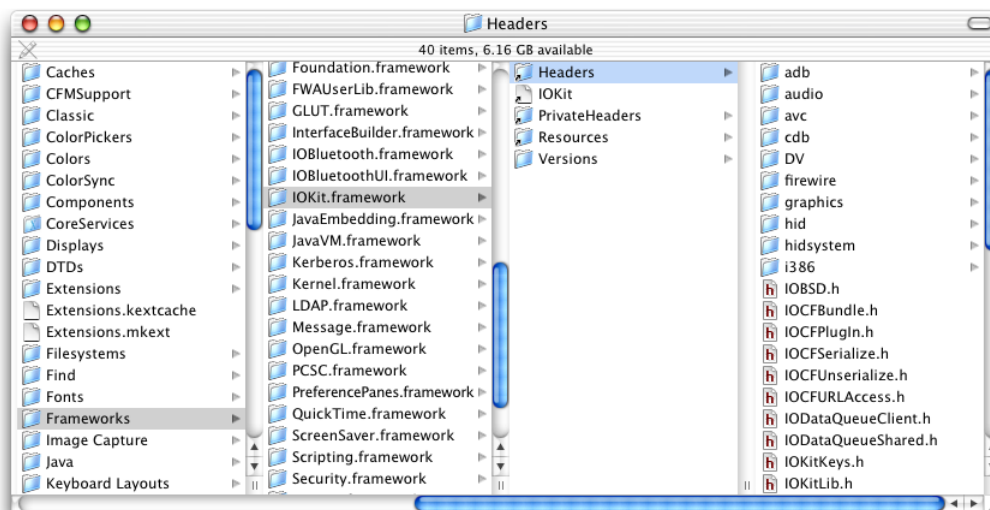 Headers
40 items, 6.16 GB available
Caches
CFMSupport
Classic
ColorPickers
Colors
ColorSync
Components
CoreServices
Displays
DTDs
Extensions
Extensions.kextcache
Extensions.mkext
Filesystems
Find
Fonts
Frameworks
Image Capture
Java
Keyboard Layouts
Foundation.framework
FWAUserLib.framework
GLUT.framework
InterfaceBuilder.framework
IOBluetooth.framework
IOBluetoothUI.framework
IOKit.framework
JavaEmbedding.framework
JavaVM.framework
Kerberos.framework
Kernel.framework
LDAP.framework
Message.framework
OpenGL.framework
PCSC.framework
PreferencePanes.framework
QuickTime.framework
ScreenSaver.framework
Scripting.framework
Security.framework
Headers
IOKit
PrivateHeaders
Resources
Versions
adb
audio
avc
cdb
DV
firewire
graphics
hid
hidsystem
i386
IOBSD.h
IOCFBundle.h
IOCFPlugIn.h
IOCFSerialize.h
IOCFUnserialize.h
IOCFURLAccess.h
IODataQueueClient.h
IODataQueueShared.h
IOKitKeys.h
IOKitLib.h